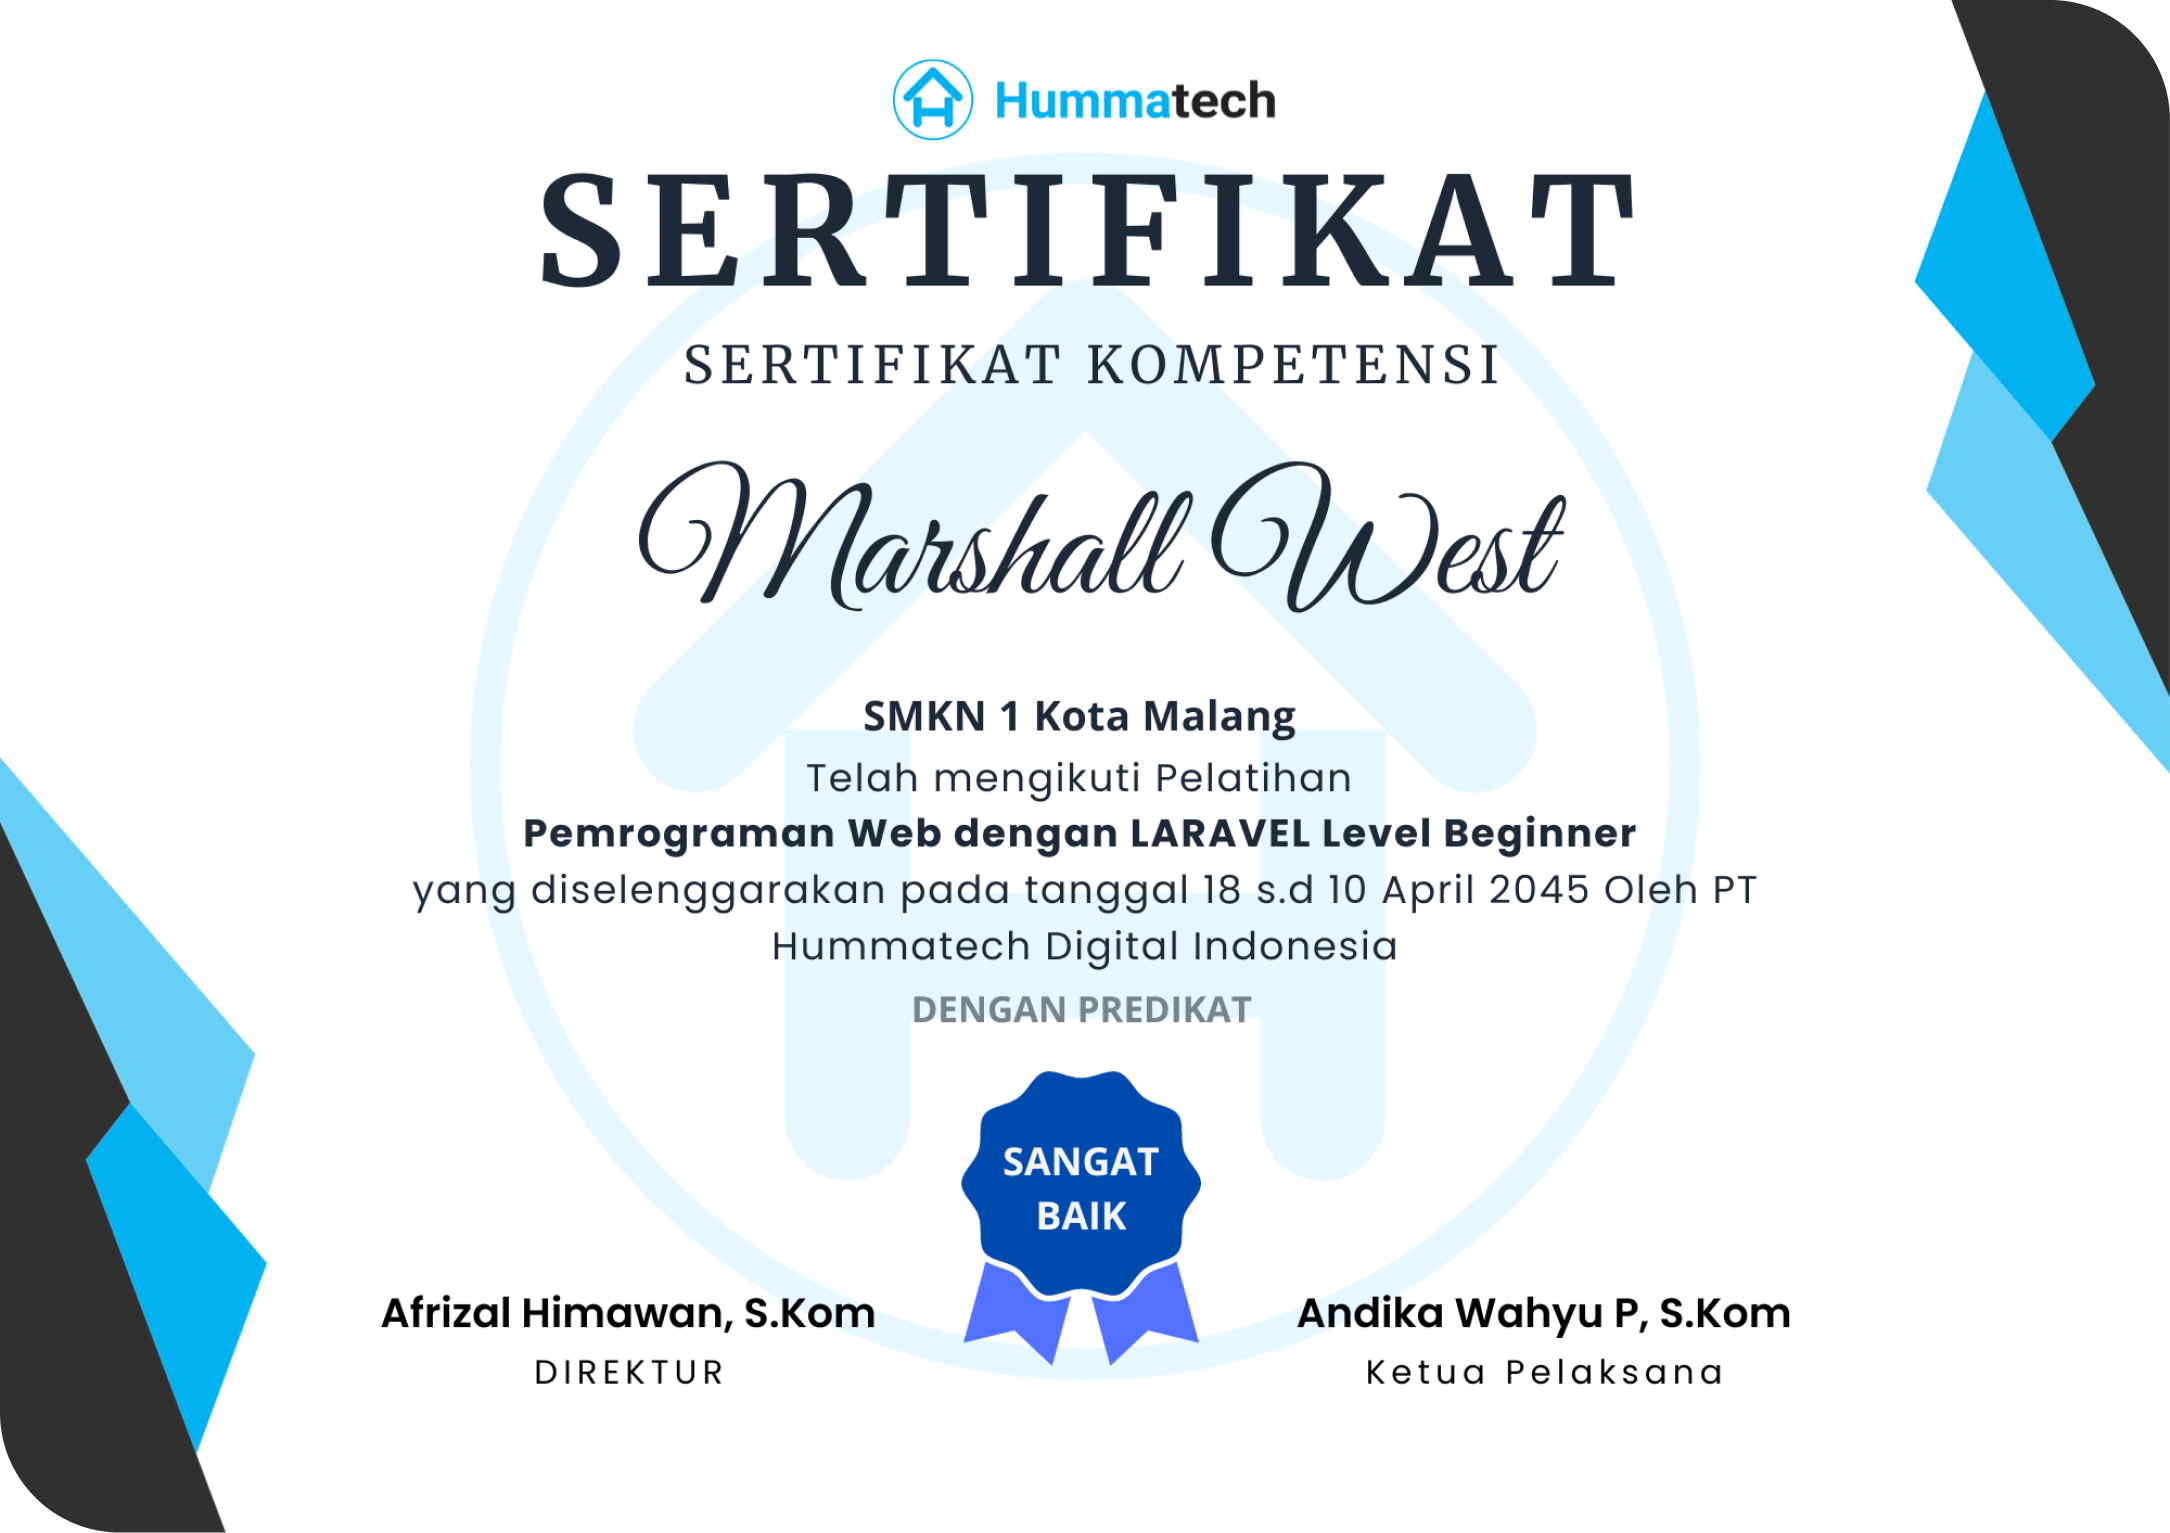 Hummatech
SERTIFIKAT
SERTIFIKAT KOMPETENSI
Marshall West
SMKN 1 Kota Malang
Telah mengikuti Pelatihan
Pemrograman Web dengan LARAVEL Level Beginner
yang diselenggarakan pada tanggal 18 s.d 10 April 2045 Oleh PT
Hummatech Digital Indonesia
DENGAN PREDIKAT
SANGAT
BAIK
Afrizal Himawan, S.Kom
DIREKTUR
Andika Wahyu P, S.Kom
Ketua Pelaksana